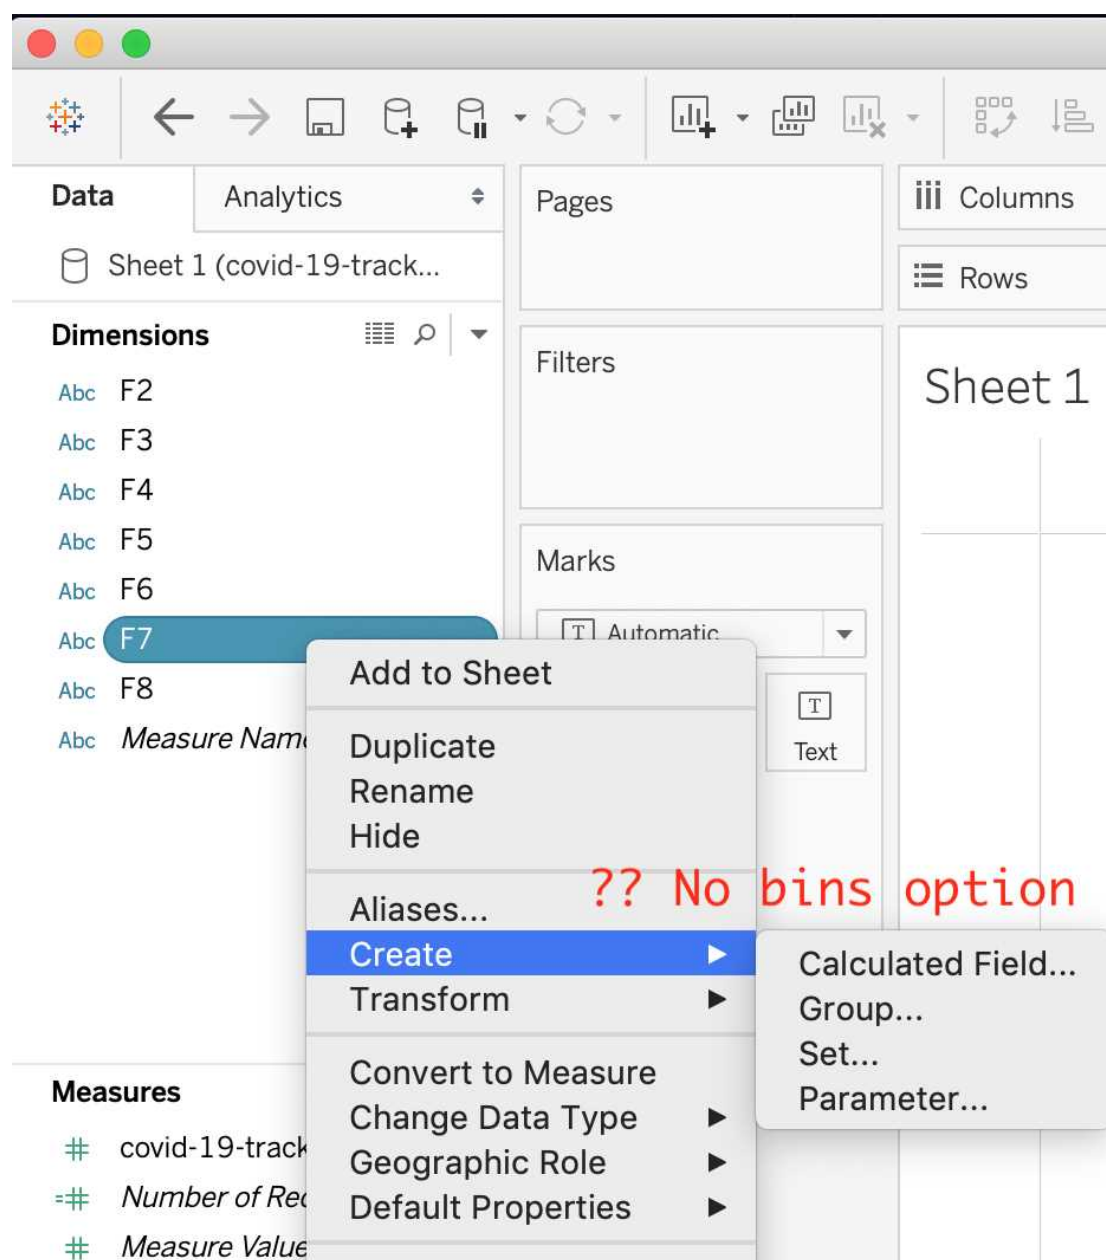 Data
Analytics
Pages
Columns
Sheet 1 (covid-19-track...
Rows
Dimensions
Filters
Sheet 1
Abc F2
Abc F3
Abc F4
Abc F5
Abc F6
Abc F7
Abc F8
Abc Measure Name
Marks
T Automatic
T
Text
Add to Sheet
Duplicate
Rename
Hide
?? No bins option
Aliases...
Create
Transform
Calculated Field...
Group...
Set...
Parameter...
Convert to Measure
Change Data Type
Geographic Role
Default Properties
Measures
covid-19-track
Number of Rec
Measure Value